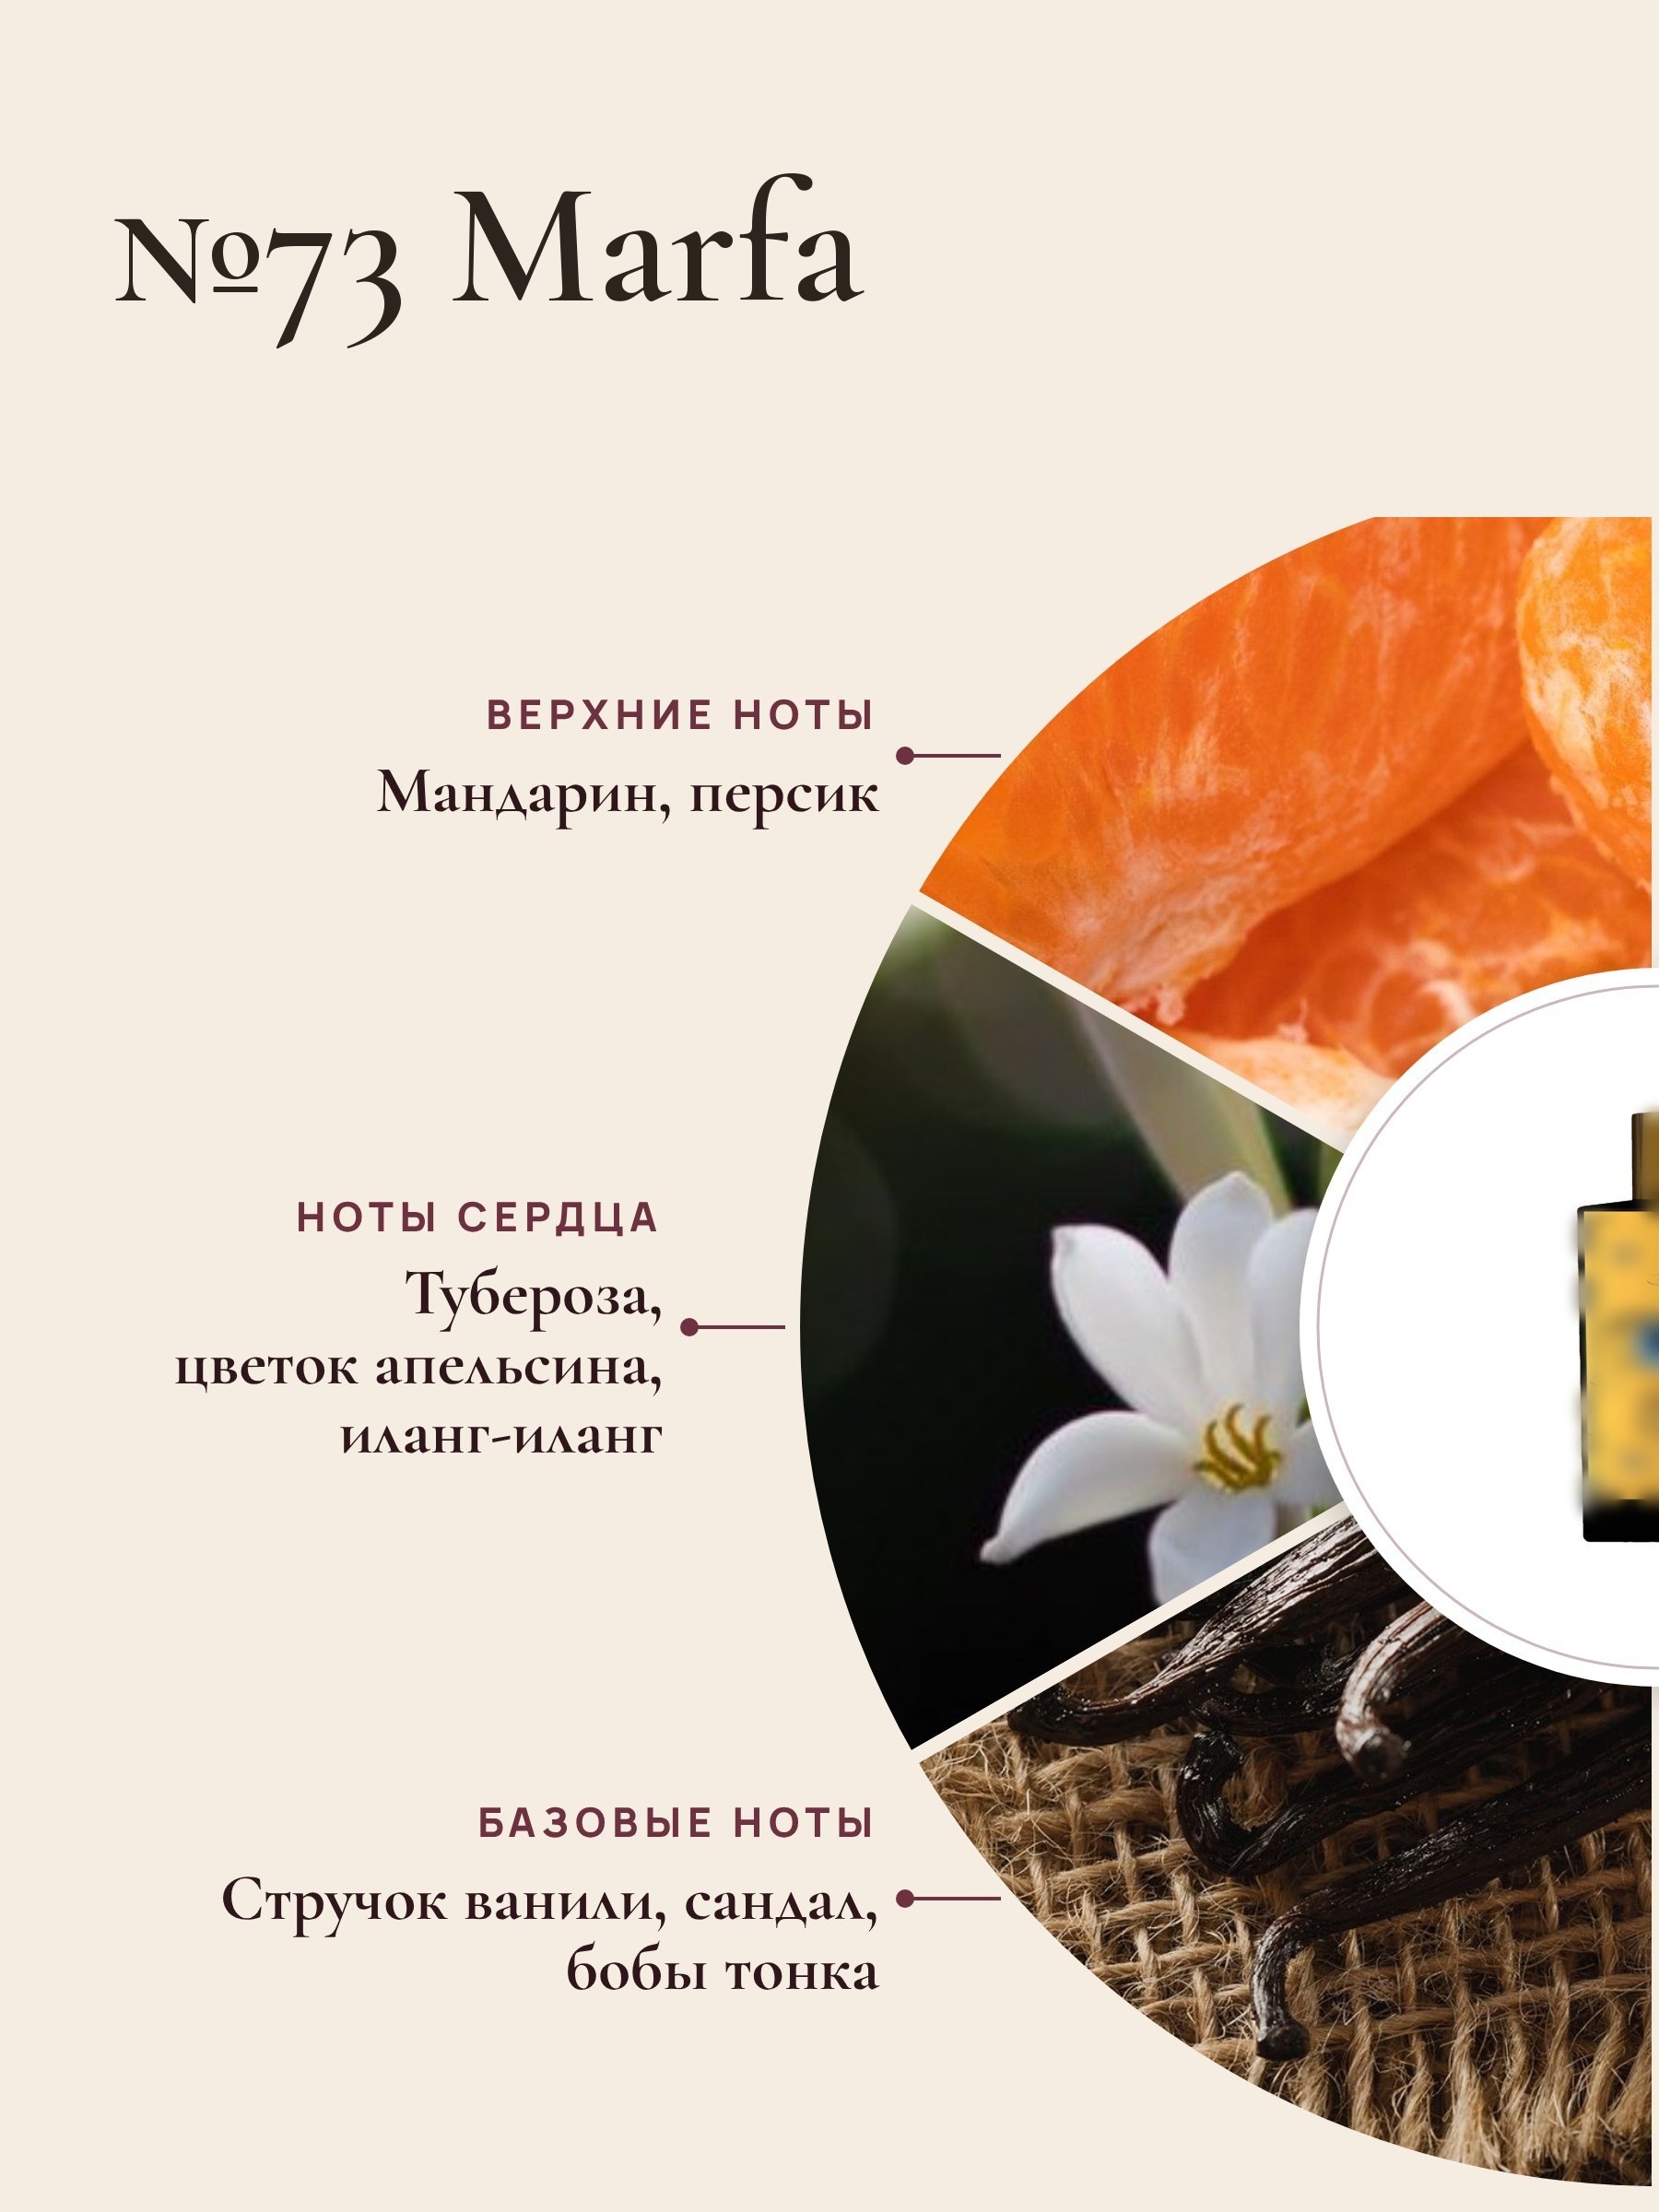 №73 Marfa
ВЕРХНИЕ НОТЫ
Мандарин, персик
НОТЫ СЕРДЦА
Тубероза,
цветок апельсина,
иланг-иланг
БАЗОВЫЕ НОТЫ
Стручок ванили, сандал,
бобы тонка